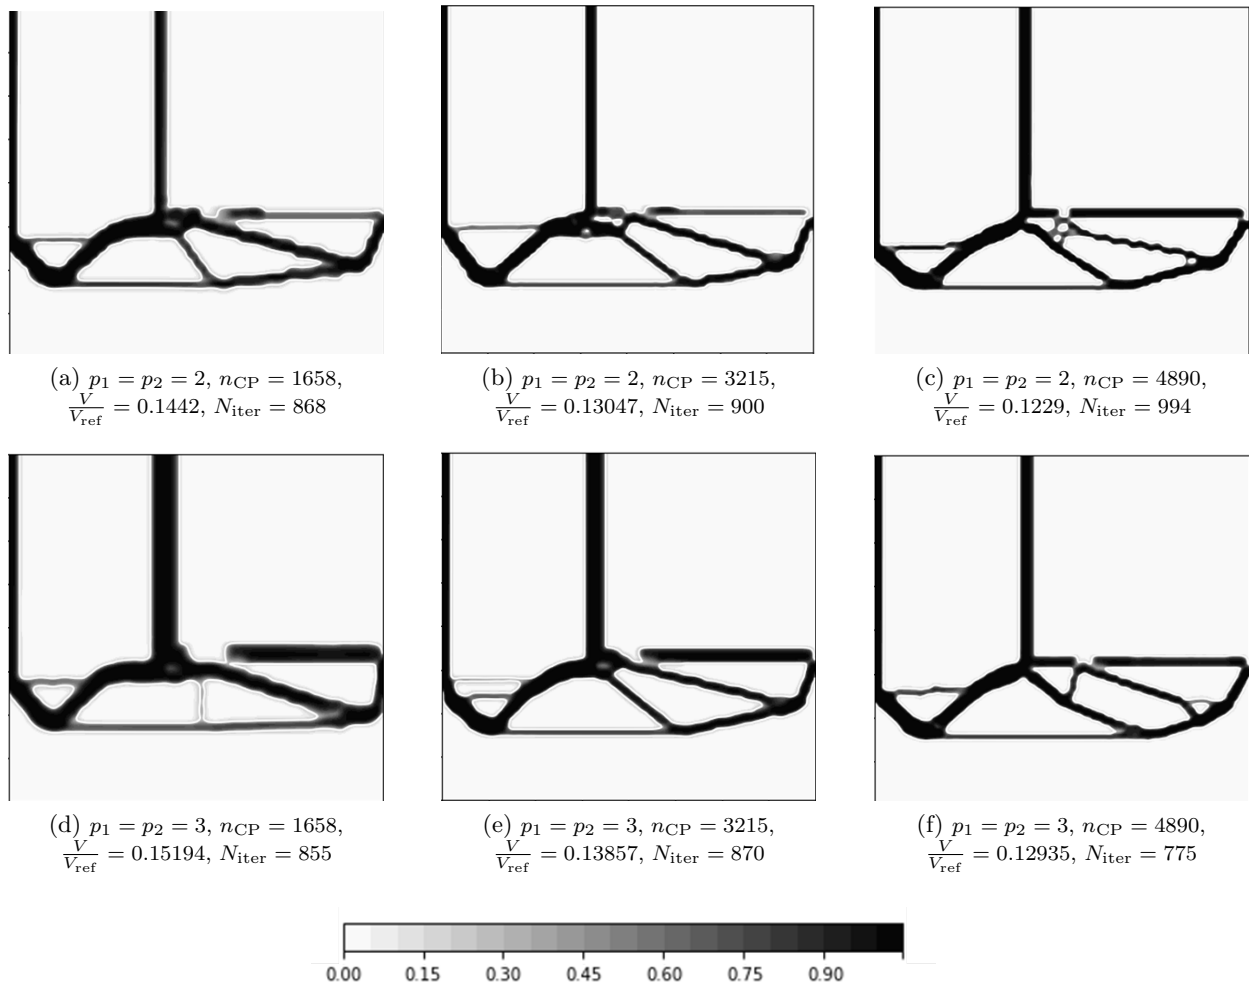 (a) p₁ = p₂ = 2, n_CP = 1658,
V/V_ref = 0.1442, N_iter = 868
(b) p₁ = p₂ = 2, n_CP = 3215,
V/V_ref = 0.13047, N_iter = 900
(c) p₁ = p₂ = 2, n_CP = 4890,
V/V_ref = 0.1229, N_iter = 994
(d) p₁ = p₂ = 3, n_CP = 1658,
V/V_ref = 0.15194, N_iter = 855
(e) p₁ = p₂ = 3, n_CP = 3215,
V/V_ref = 0.13857, N_iter = 870
(f) p₁ = p₂ = 3, n_CP = 4890,
V/V_ref = 0.12935, N_iter = 775
0.00 0.15 0.30 0.45 0.60 0.75 0.90